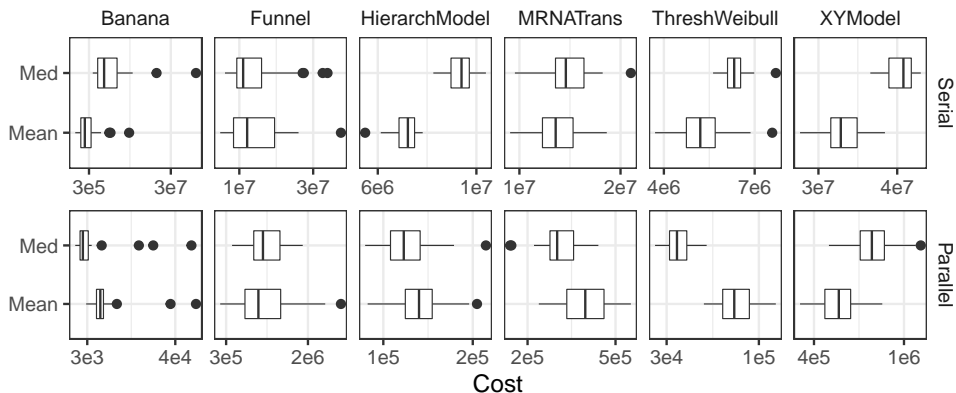 Banana Funnel HierarchModel MRNATrans ThreshWeibull XYModel
Med
Mean
Serial
3e5 3e7 1e7 3e7 6e6 1e7 1e7 2e7 4e6 7e6 3e7 4e7
Med
Mean
Parallel
3e3 4e4 3e5 2e6 1e5 2e5 2e5 5e5 3e4 1e5 4e5 1e6
Cost